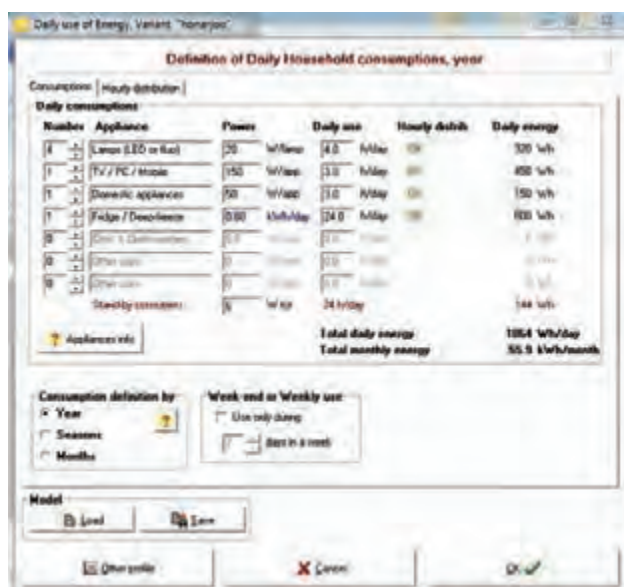 Daily use of Energy, Variant "honarjoo"
Definition of Daily Household consumptions, year
Consumptions Hourly distribution
Daily consumptions
Number Appliance Power Daily use Hourly distrib Daily energy
4 Lamps (LED or fluo) 20 W/lamp 4.0 h/day OK 320 Wh
1 TV / PC / Mobile 150 W/app 3.0 h/day OK 450 Wh
1 Domestic appliances 50 W/app 3.0 h/day OK 150 Wh
1 Fridge / Deep-freeze 0.80 kWh/day 24.0 h/day OK 800 Wh
0
0 Other uses
0 Other uses
Stand-by consumers 6 W tot 24 h/day 144 Wh
? Appliances info
Total daily energy 1864 Wh/day
Total monthly energy 55.9 kWh/month
Consumption definition by
Year
?
Seasons
Months
Week-end or Weekly use
Use only during
7 days in a week
Model
Load Save
Other profile Cancel OK